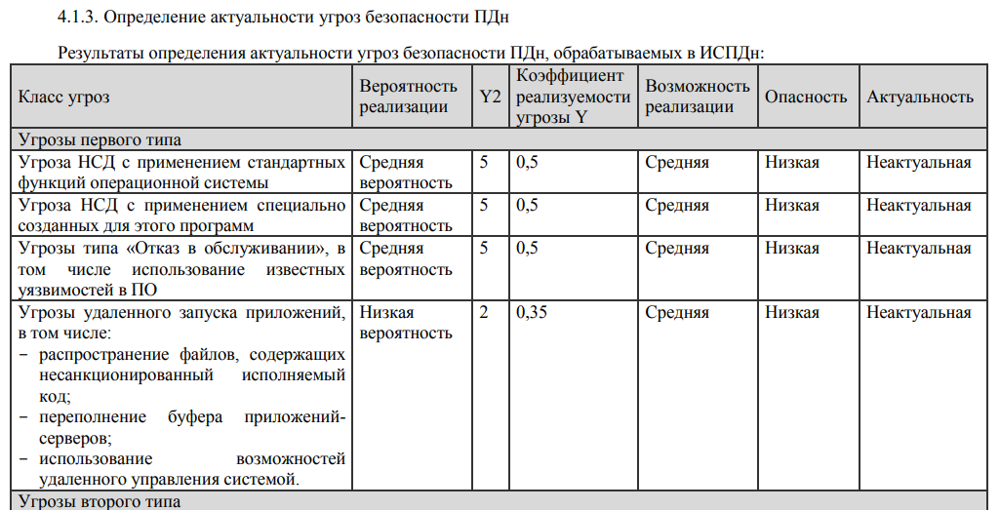 4.1.3. Определение актуальности угроз безопасности ПДн
Результаты определения актуальности угроз безопасности ПДн, обрабатываемых в ИСПДн:
Класс угроз
Вероятность
реализации
Y2
Коэффициент
реализуемости
угрозы Y
Возможность
реализации
Опасность
Актуальность
Угрозы первого типа
Угроза НСД с применением стандартных
функций операционной системы
Средняя
вероятность
5
0,5
Средняя
Низкая
Неактуальная
Угроза НСД с применением специально
созданных для этого программ
Средняя
вероятность
5
0,5
Средняя
Низкая
Неактуальная
Угрозы типа «Отказ в обслуживании», в
том числе использование известных
уязвимостей в ПО
Средняя
вероятность
5
0,5
Средняя
Низкая
Неактуальная
Угрозы удаленного запуска приложений,
в том числе:
− распространение файлов, содержащих
несанкционированный исполняемый
код;
− переполнение буфера приложений-
серверов;
− использование возможностей
удаленного управления системой.
Низкая
вероятность
2
0,35
Средняя
Низкая
Неактуальная
Угрозы второго типа